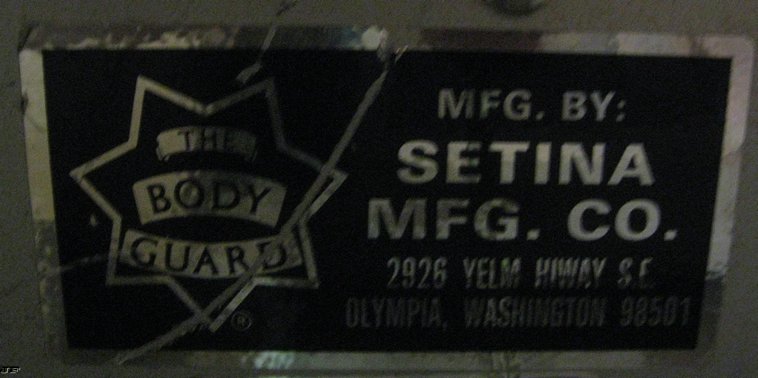 THE
BODY
GUARD
®
MFG. BY:
SETINA
MFG. CO.
2926 YELM HIWAY S.E.
OLYMPIA, WASHINGTON 98501